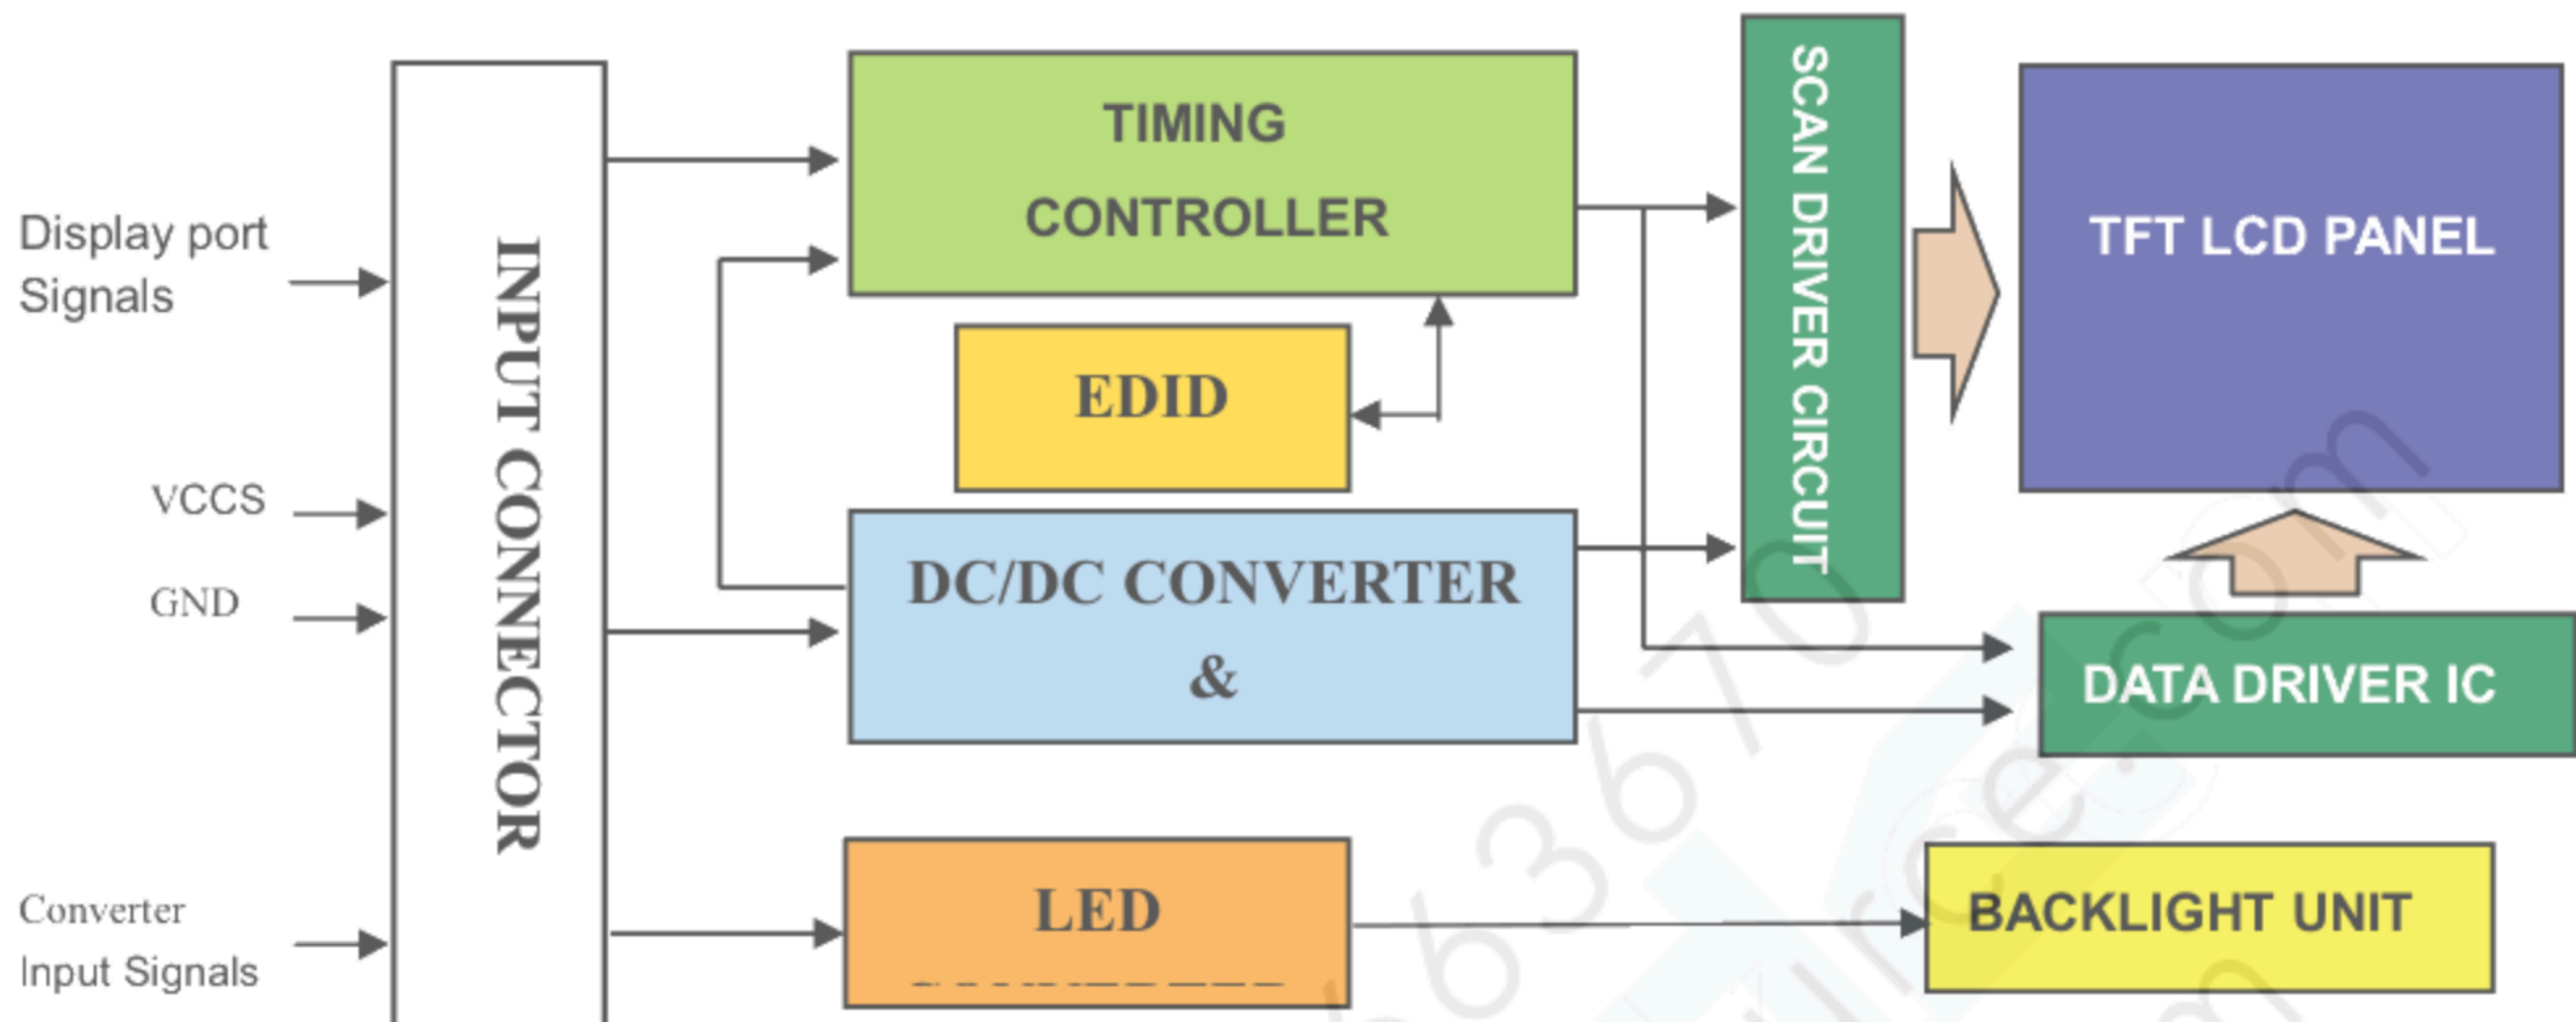 Display port
Signals
VCCS
GND
Converter
Input Signals
INPUT CONNECTOR
TIMING
CONTROLLER
EDID
DC/DC CONVERTER
&
LED
SCAN DRIVER CIRCUIT
TFT LCD PANEL
DATA DRIVER IC
BACKLIGHT UNIT